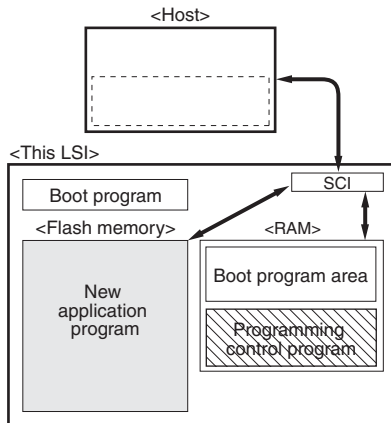 <Host>
<This LSI>
SCI
Boot program
<Flash memory>
<RAM>
Boot program area
New
application
program
Programming
control program